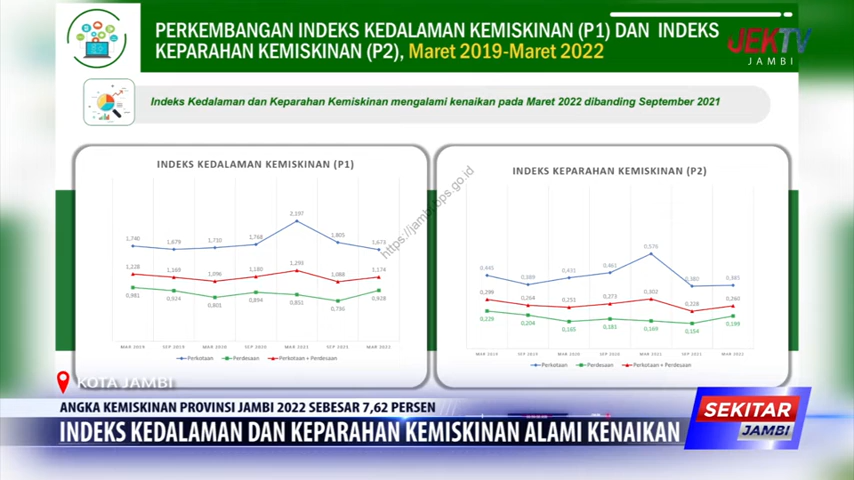 PERKEMBANGAN INDEKS KEDALAMAN KEMISKINAN (P1) DAN INDEKS
KEPARAHAN KEMISKINAN (P2), Maret 2019-Maret 2022
JEKTV
JAMBI
Indeks Kedalaman dan Keparahan Kemiskinan mengalami kenaikan pada Maret 2022 dibanding September 2021
INDEKS KEDALAMAN KEMISKINAN (P1)
2,197
1,740 1,679 1,710 1,768 1,805 1,673
1,228 1,169 1,096 1,180 1,293 1,088 1,174
0,981 0,924 0,801 0,894 0,851 0,736 0,928
MAR 2019 SEP 2019 MAR 2020 SEP 2020 MAR 2021 SEP 2021 MAR 2022
Perkotaan Perdesaan Perkotaan + Perdesaan
INDEKS KEPARAHAN KEMISKINAN (P2)
0,576
0,445 0,389 0,431 0,461 0,380 0,385
0,299 0,264 0,251 0,273 0,302 0,228 0,260
0,229 0,204 0,165 0,181 0,169 0,154 0,199
MAR 2019 SEP 2019 MAR 2020 SEP 2020 MAR 2021 SEP 2021 MAR 2022
Perkotaan Perdesaan Perkotaan + Perdesaan
https://jambi.bps.go.id
KOTA JAMBI
ANGKA KEMISKINAN PROVINSI JAMBI 2022 SEBESAR 7,62 PERSEN
INDEKS KEDALAMAN DAN KEPARAHAN KEMISKINAN ALAMI KENAIKAN
SEKITAR
JAMBI